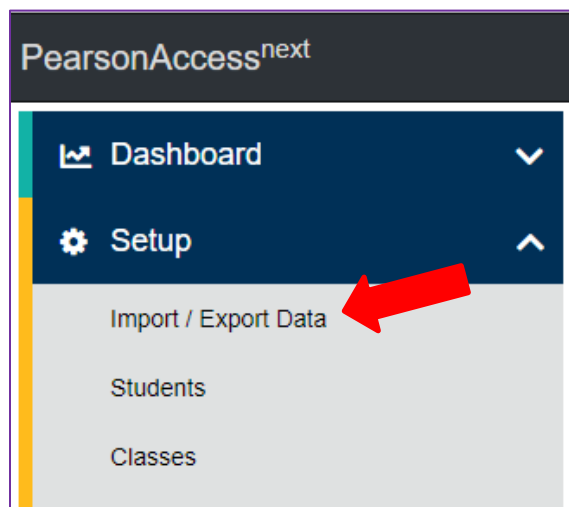 PearsonAccessnext
Dashboard
Setup
Import / Export Data
Students
Classes